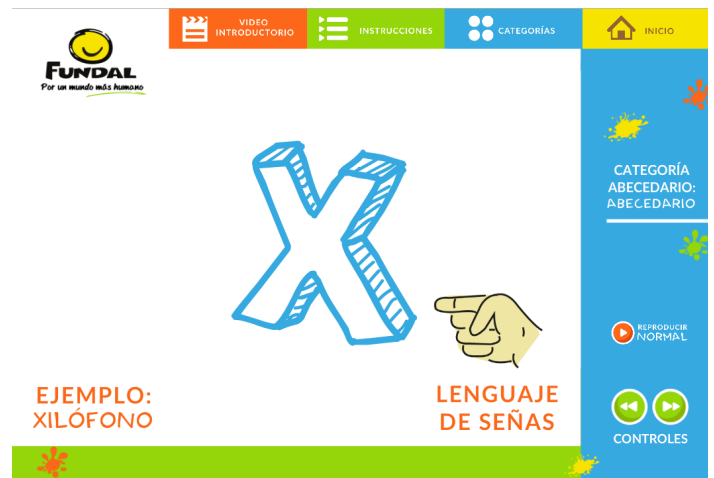 VIDEO
INTRODUCTORIO
INSTRUCCIONES
CATEGORÍAS
INICIO
FUNDAL
Por un mundo más humano
CATEGORÍA
ABECEDARIO:
ABECEDARIO
X
REPRODUCIR
NORMAL
EJEMPLO:
XILÓFONO
LENGUAJE
DE SEÑAS
CONTROLES